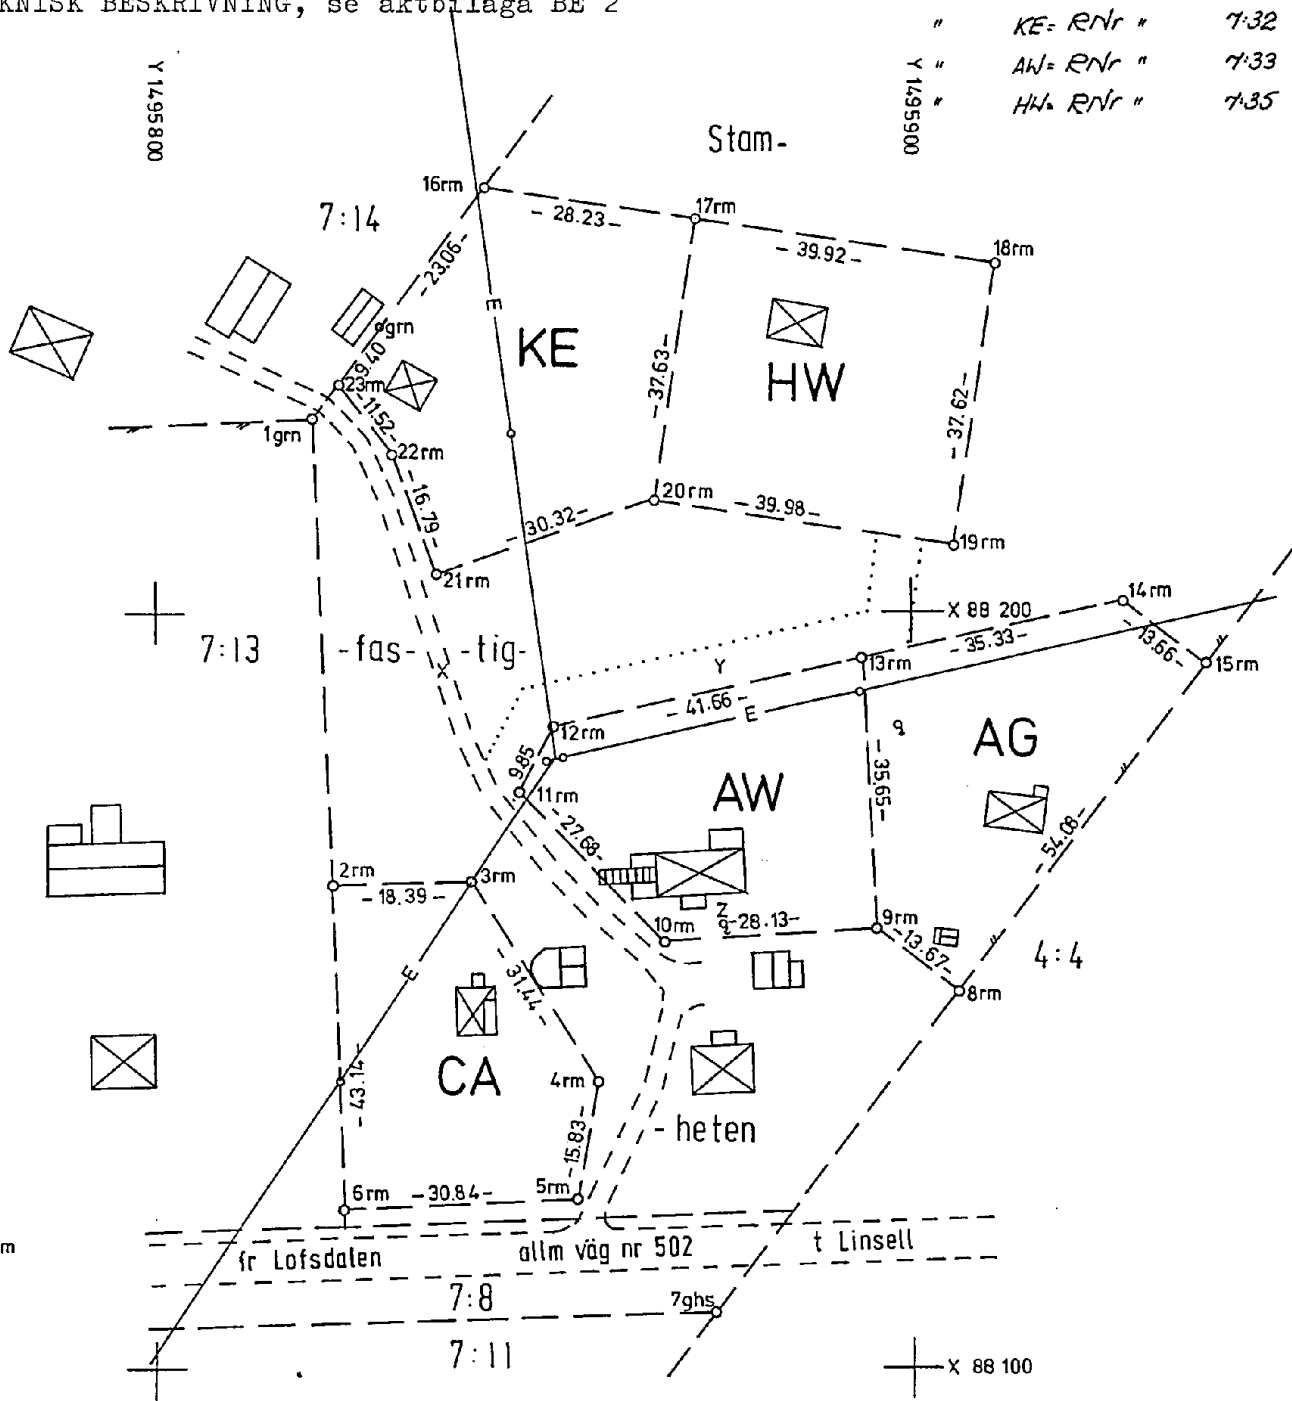 KNISK BESKRIVNING, se aktbilaga BE 2
" KE= RNr " 7:32
" AW= RNr " 7:33
" HW= RNr " 7:35
Y 1495800
Y 1495900
Stam-
16rm
7:14
- 28.23 -
17rm
- 39.92 -
18rm
- 23.06 -
E
grn
KE
9.40
HW
- 37.63 -
- 37.62 -
23rm
- 11.52 -
1grn
22rm
- 16.79 -
20rm
- 39.98 -
- 30.32 -
19rm
21rm
14rm
X 88 200
7:13
-fas-
-tig-
- 35.33 -
- 13.66 -
13rm
15rm
X
Y
- 41.66 -
E
12rm
g
AG
9.85
- 35.65 -
11rm
AW
- 27.68 -
- 54.08 -
2rm
3rm
- 18.39 -
Z
10rm
g
- 28.13 -
9rm
- 13.67 -
4:4
E
- 31.44 -
8rm
CA
4rm
- 43.14 -
- 15.83 -
-heten
6rm
- 30.84 -
5rm
m
fr Lofsdalen
allm väg nr 502
t Linsell
7:8
7ghs
7:11
X 88 100